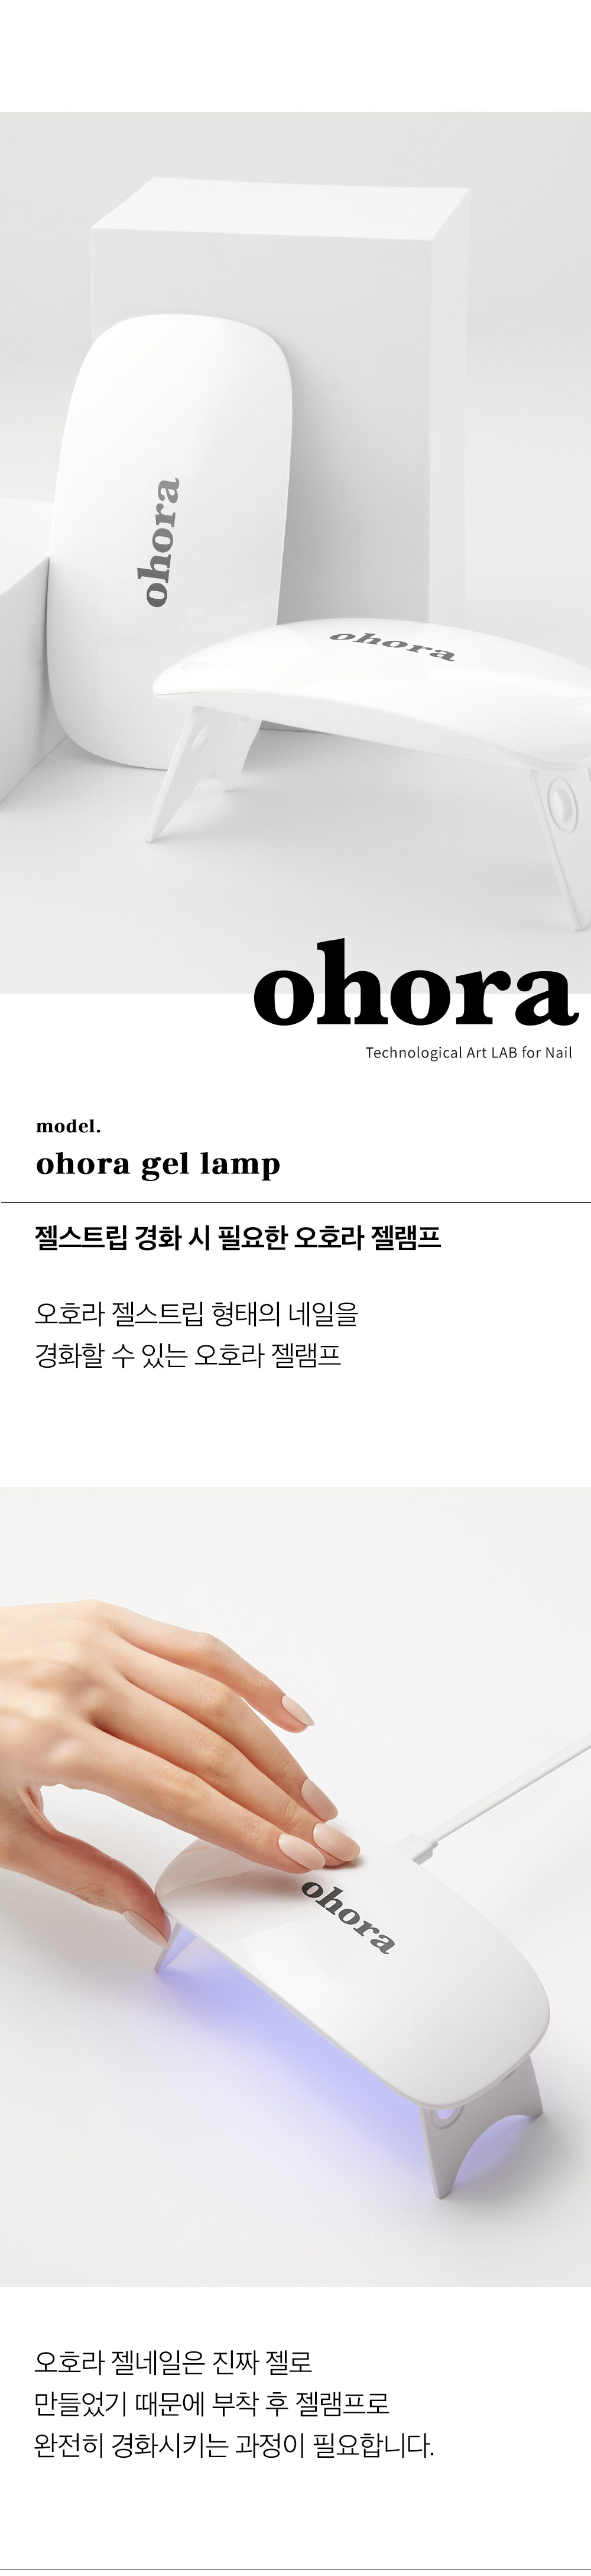 ohora
ohora
ohora
Technological Art LAB for Nail
model.
ohora gel lamp
젤스트립 경화 시 필요한 오호라 젤램프
오호라 젤스트립 형태의 네일을
경화할 수 있는 오호라 젤램프
ohora
오호라 젤네일은 진짜 젤로
만들었기 때문에 부착 후 젤램프로
완전히 경화시키는 과정이 필요합니다.